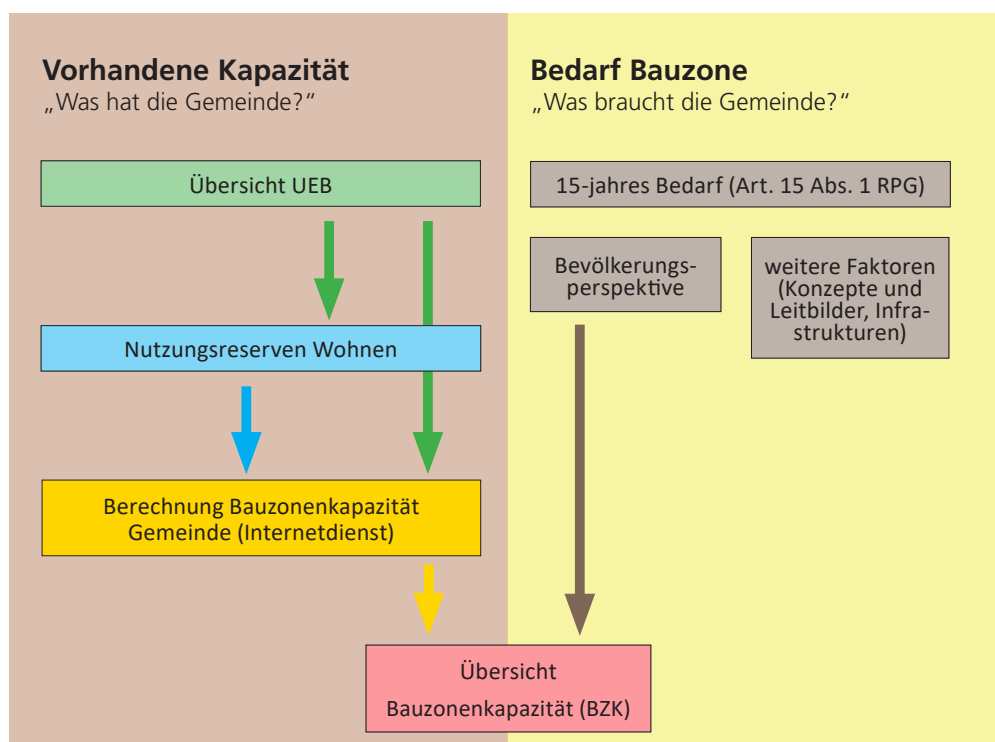 Vorhandene Kapazität
„Was hat die Gemeinde?“
Übersicht UEB
Nutzungsreserven Wohnen
Berechnung Bauzonenkapazität
Gemeinde (Internetdienst)
Bedarf Bauzone
„Was braucht die Gemeinde?“
15-jahres Bedarf (Art. 15 Abs. 1 RPG)
Bevölkerungs-
perspektive
weitere Faktoren
(Konzepte und
Leitbilder, Infra-
strukturen)
Übersicht
Bauzonenkapazität (BZK)